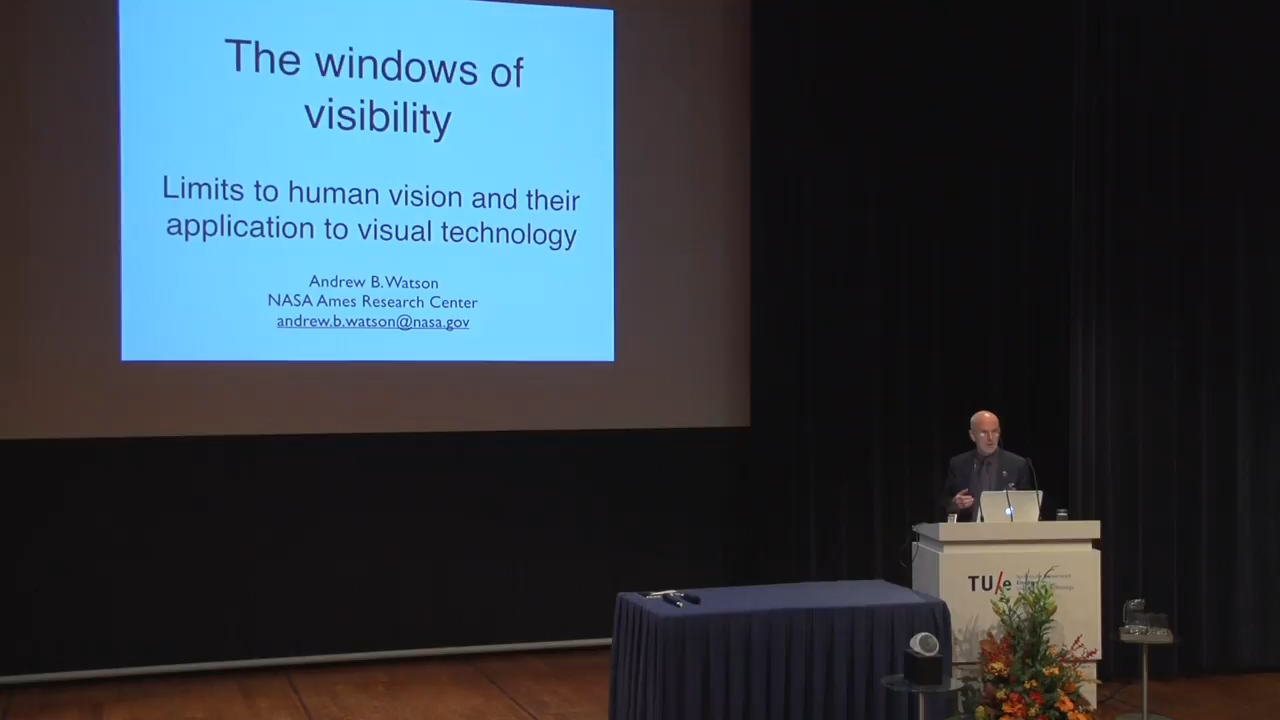 The windows of
visibility
Limits to human vision and their
application to visual technology
Andrew B. Watson
NASA Ames Research Center
andrew.b.watson@nasa.gov
TU/e